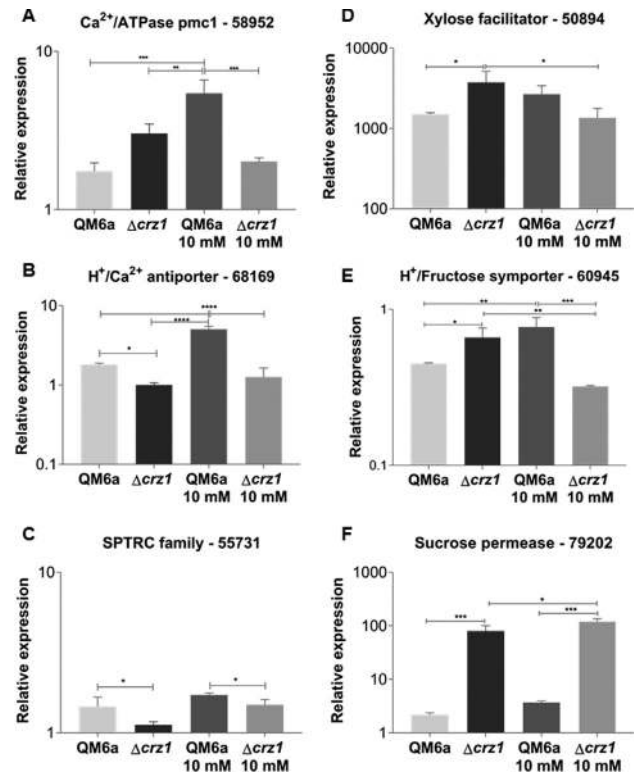 A
Ca²⁺/ATPase pmc1 - 58952
Relative expression
10
1
***
**
***
QM6a
Δcrz1
QM6a
10 mM
Δcrz1
10 mM
B
H⁺/Ca²⁺ antiporter - 68169
Relative expression
10
1
0.1
****
****
*
QM6a
Δcrz1
QM6a
10 mM
Δcrz1
10 mM
C
SPTRC family - 55731
Relative expression
10
1
*
*
QM6a
Δcrz1
QM6a
10 mM
Δcrz1
10 mM
D
Xylose facilitator - 50894
Relative expression
10000
1000
100
*
*
QM6a
Δcrz1
QM6a
10 mM
Δcrz1
10 mM
E
H⁺/Fructose symporter - 60945
Relative expression
1
0.1
**
***
**
*
QM6a
Δcrz1
QM6a
10 mM
Δcrz1
10 mM
F
Sucrose permease - 79202
Relative expression
1000
100
10
1
*
***
***
QM6a
Δcrz1
QM6a
10 mM
Δcrz1
10 mM